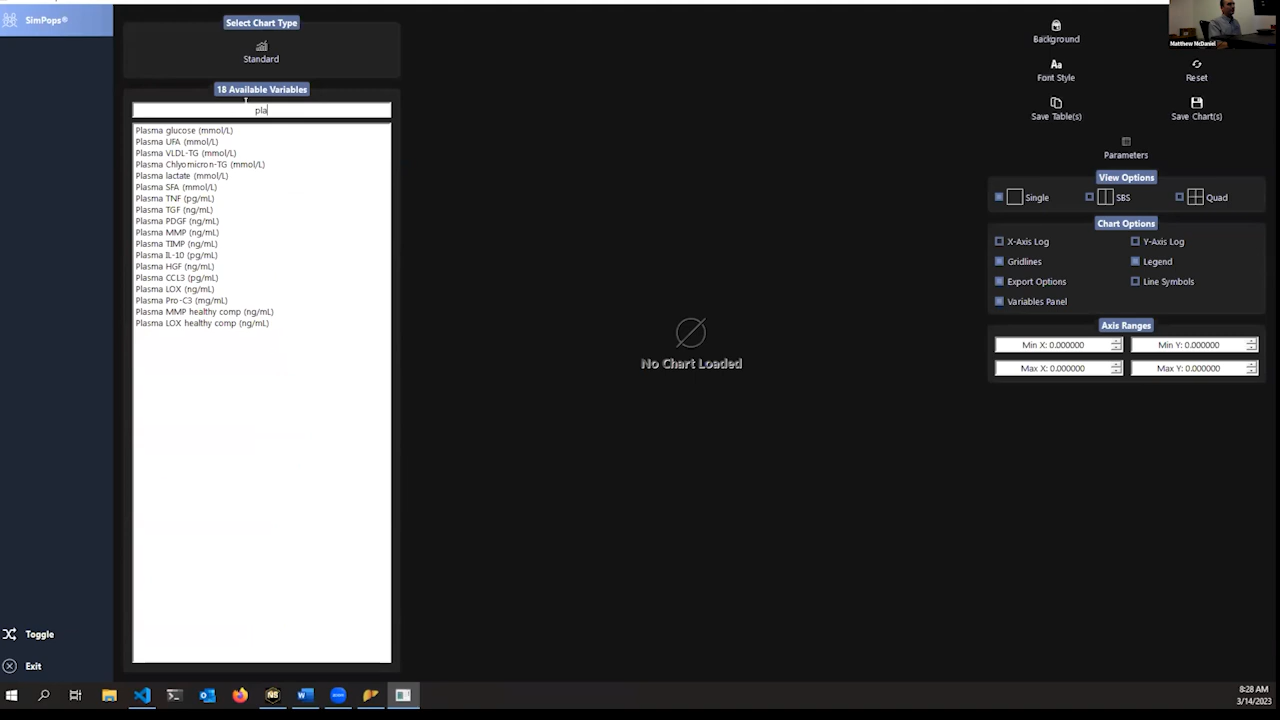 SimPops®
Toggle
Exit
Select Chart Type
Standard
18 Available Variables
pla
Plasma glucose (mmol/L)
Plasma UFA (mmol/L)
Plasma VLDL-TG (mmol/L)
Plasma Chlyomicron-TG (mmol/L)
Plasma lactate (mmol/L)
Plasma SFA (mmol/L)
Plasma TNF (pg/mL)
Plasma TGF (ng/mL)
Plasma PDGF (ng/mL)
Plasma MMP (ng/mL)
Plasma TIMP (ng/mL)
Plasma IL-10 (pg/mL)
Plasma HGF (ng/mL)
Plasma CCL3 (pg/mL)
Plasma LOX (ng/mL)
Plasma Pro-C3 (mg/mL)
Plasma MMP healthy comp (ng/mL)
Plasma LOX healthy comp (ng/mL)
No Chart Loaded
Matthew McDaniel
Background
Aa
Font Style
Reset
Save Table(s)
Save Chart(s)
Parameters
View Options
Single
SBS
Quad
Chart Options
X-Axis Log
Y-Axis Log
Gridlines
Legend
Export Options
Line Symbols
Variables Panel
Axis Ranges
Min X: 0.000000
Min Y: 0.000000
Max X: 0.000000
Max Y: 0.000000
8:28 AM
3/14/2023